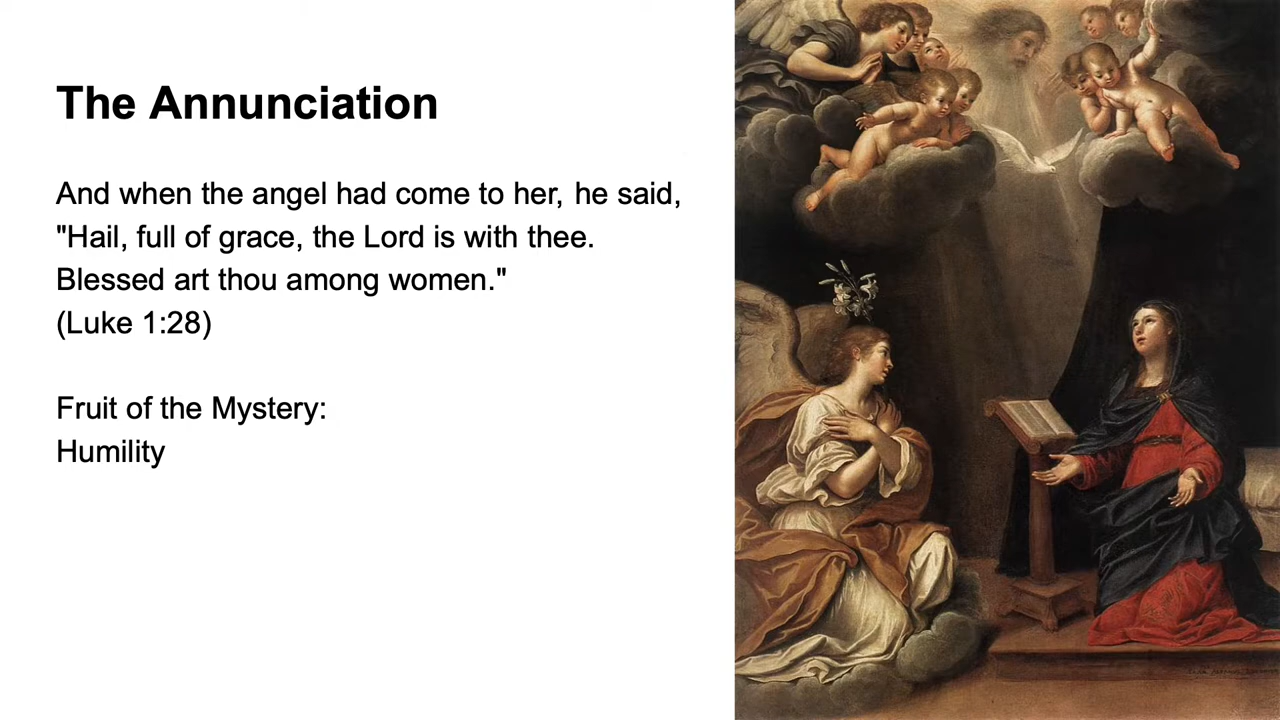 The Annunciation
And when the angel had come to her, he said,
"Hail, full of grace, the Lord is with thee.
Blessed art thou among women."
(Luke 1:28)
Fruit of the Mystery:
Humility